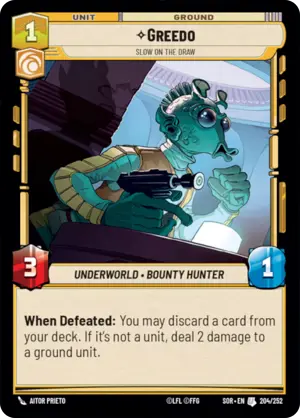 UNIT GROUND
1
✧GREEDO
SLOW ON THE DRAW
3
UNDERWORLD • BOUNTY HUNTER
1
When Defeated: You may discard a card from
your deck. If it's not a unit, deal 2 damage to
a ground unit.
AITOR PRIETO ©LFL ©FFG SOR • EN U 204/252